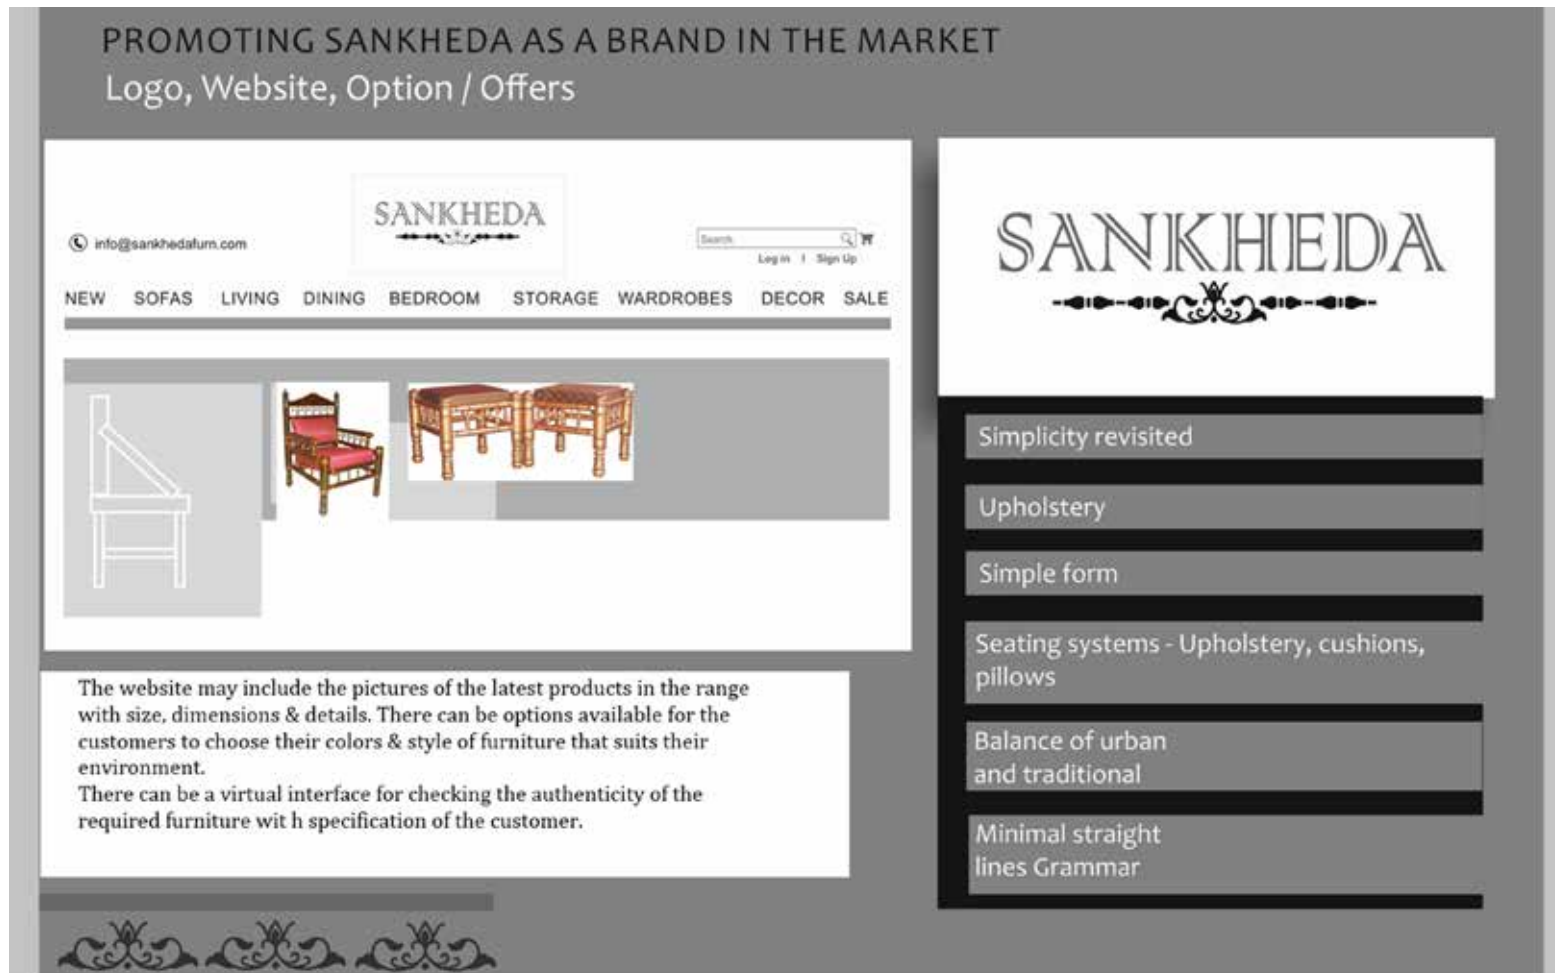 PROMOTING SANKHEDA AS A BRAND IN THE MARKET
Logo, Website, Option / Offers
SANKHEDA
info@sankhedafurn.com
Search
Log in I Sign Up
NEW SOFAS LIVING DINING BEDROOM STORAGE WARDROBES DECOR SALE
The website may include the pictures of the latest products in the range
with size, dimensions & details. There can be options available for the
customers to choose their colors & style of furniture that suits their
environment.
There can be a virtual interface for checking the authenticity of the
required furniture wit h specification of the customer.
SANKHEDA
Simplicity revisited
Upholstery
Simple form
Seating systems - Upholstery, cushions,
pillows
Balance of urban
and traditional
Minimal straight
lines Grammar